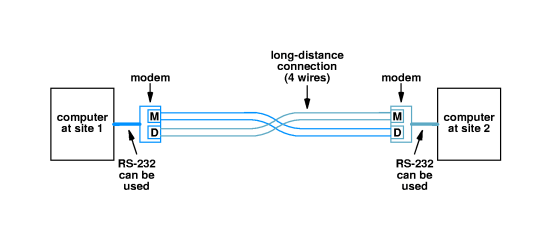 long-distance
connection
(4 wires)
modem
modem
computer
at site 1
M
D
M
D
computer
at site 2
RS-232
can be
used
RS-232
can be
used